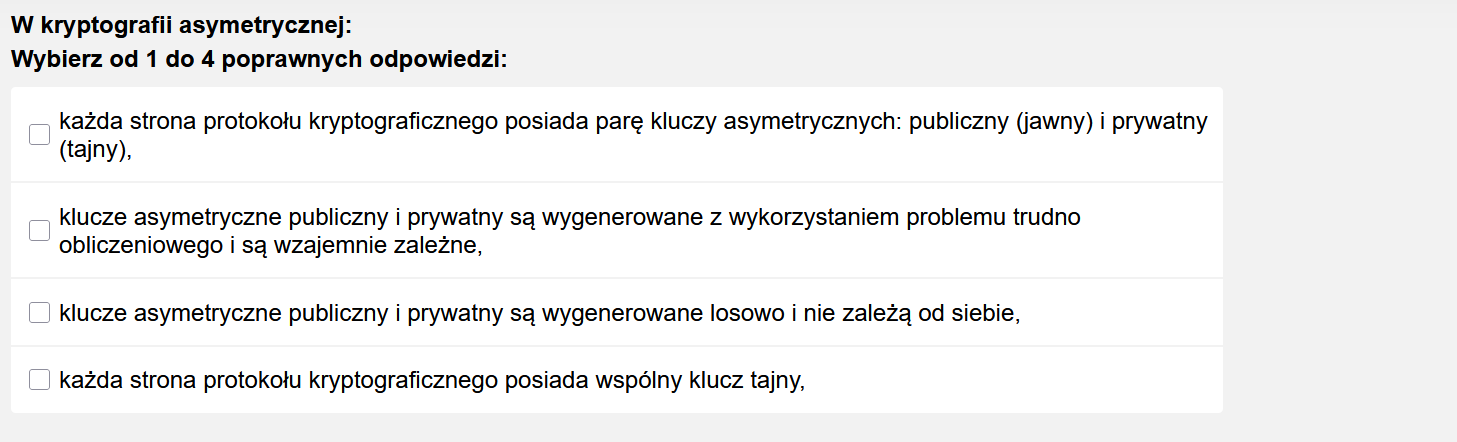 W kryptografii asymetrycznej:
Wybierz od 1 do 4 poprawnych odpowiedzi:
każda strona protokołu kryptograficznego posiada parę kluczy asymetrycznych: publiczny (jawny) i prywatny
(tajny),
klucze asymetryczne publiczny i prywatny są wygenerowane z wykorzystaniem problemu trudno
obliczeniowego i są wzajemnie zależne,
klucze asymetryczne publiczny i prywatny są wygenerowane losowo i nie zależą od siebie,
każda strona protokołu kryptograficznego posiada wspólny klucz tajny,